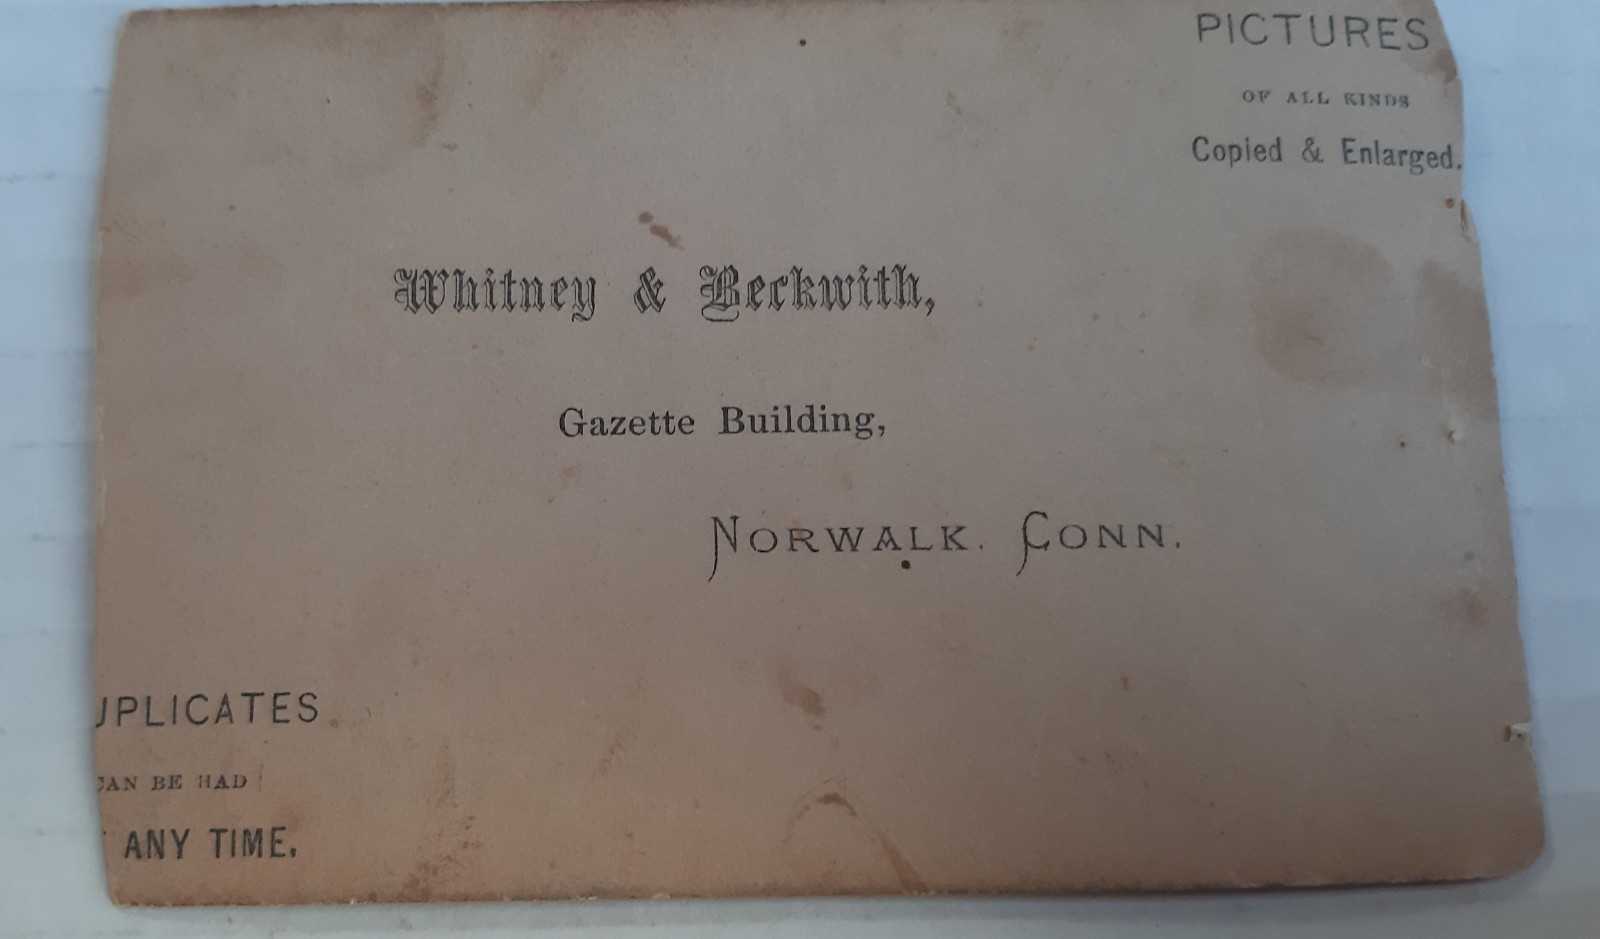 PICTURES
OF ALL KINDS
Copied & Enlarged.
Whitney & Beckwith,
Gazette Building,
NORWALK. CONN.
UPLICATES
CAN BE HAD
ANY TIME.